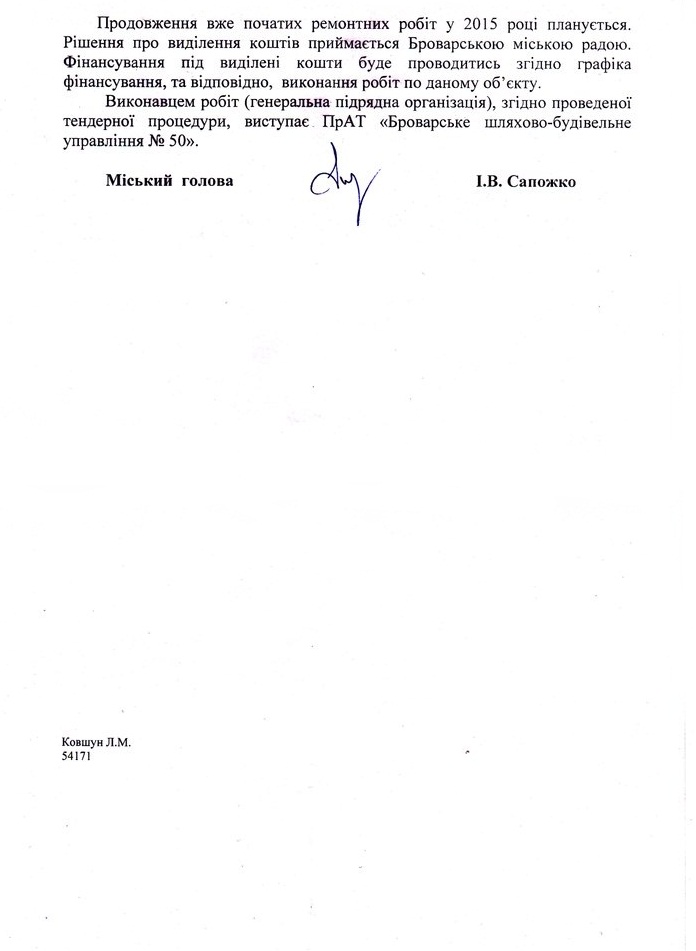 Продовження вже початих ремонтних робіт у 2015 році планується.
Рішення про виділення коштів приймається Броварською міською радою.
Фінансування під виділені кошти буде проводитись згідно графіка
фінансування, та відповідно, виконання робіт по даному об’єкту.
Виконавцем робіт (генеральна підрядна організація), згідно проведеної
тендерної процедури, виступає ПрАТ «Броварське шляхово-будівельне
управління № 50».
Міський голова І.В. Сапожко
Ковшун Л.М.
54171